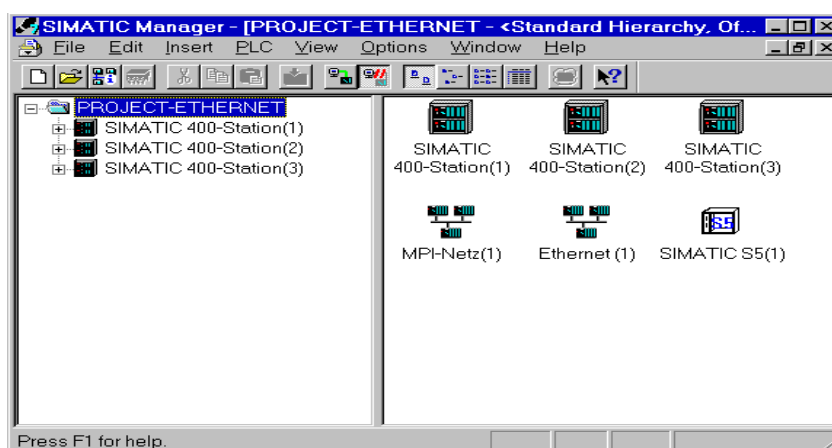 SIMATIC Manager - [PROJECT-ETHERNET - <Standard Hierarchy, Of...
File Edit Insert PLC View Options Window Help
PROJECT-ETHERNET
SIMATIC 400-Station(1)
SIMATIC 400-Station(2)
SIMATIC 400-Station(3)
SIMATIC 400-Station(1)
SIMATIC 400-Station(2)
SIMATIC 400-Station(3)
MPI-Netz(1)
Ethernet (1)
S5
SIMATIC S5(1)
Press F1 for help.